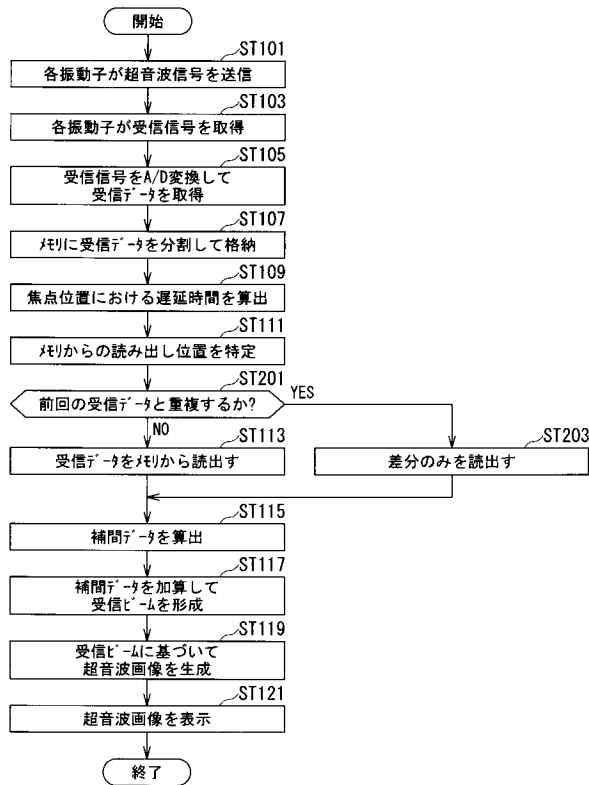 開始
ST101
各振動子が超音波信号を送信
ST103
各振動子が受信信号を取得
ST105
受信信号をA/D変換して
受信ﾃﾞｰﾀを取得
ST107
ﾒﾓﾘに受信ﾃﾞｰﾀを分割して格納
ST109
焦点位置における遅延時間を算出
ST111
ﾒﾓﾘからの読み出し位置を特定
ST201
前回の受信ﾃﾞｰﾀと重複するか?
YES
NO
ST113
受信ﾃﾞｰﾀをﾒﾓﾘから読出す
ST203
差分のみを読出す
ST115
補間ﾃﾞｰﾀを算出
ST117
補間ﾃﾞｰﾀを加算して
受信ﾋﾞｰﾑを形成
ST119
受信ﾋﾞｰﾑに基づいて
超音波画像を生成
ST121
超音波画像を表示
終了